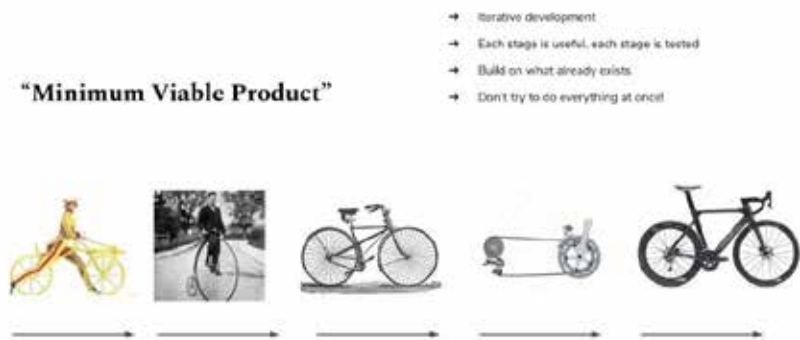 “Minimum Viable Product”
Iterative development
Each stage is useful, each stage is tested
Build on what already exists
Don't try to do everything at once!